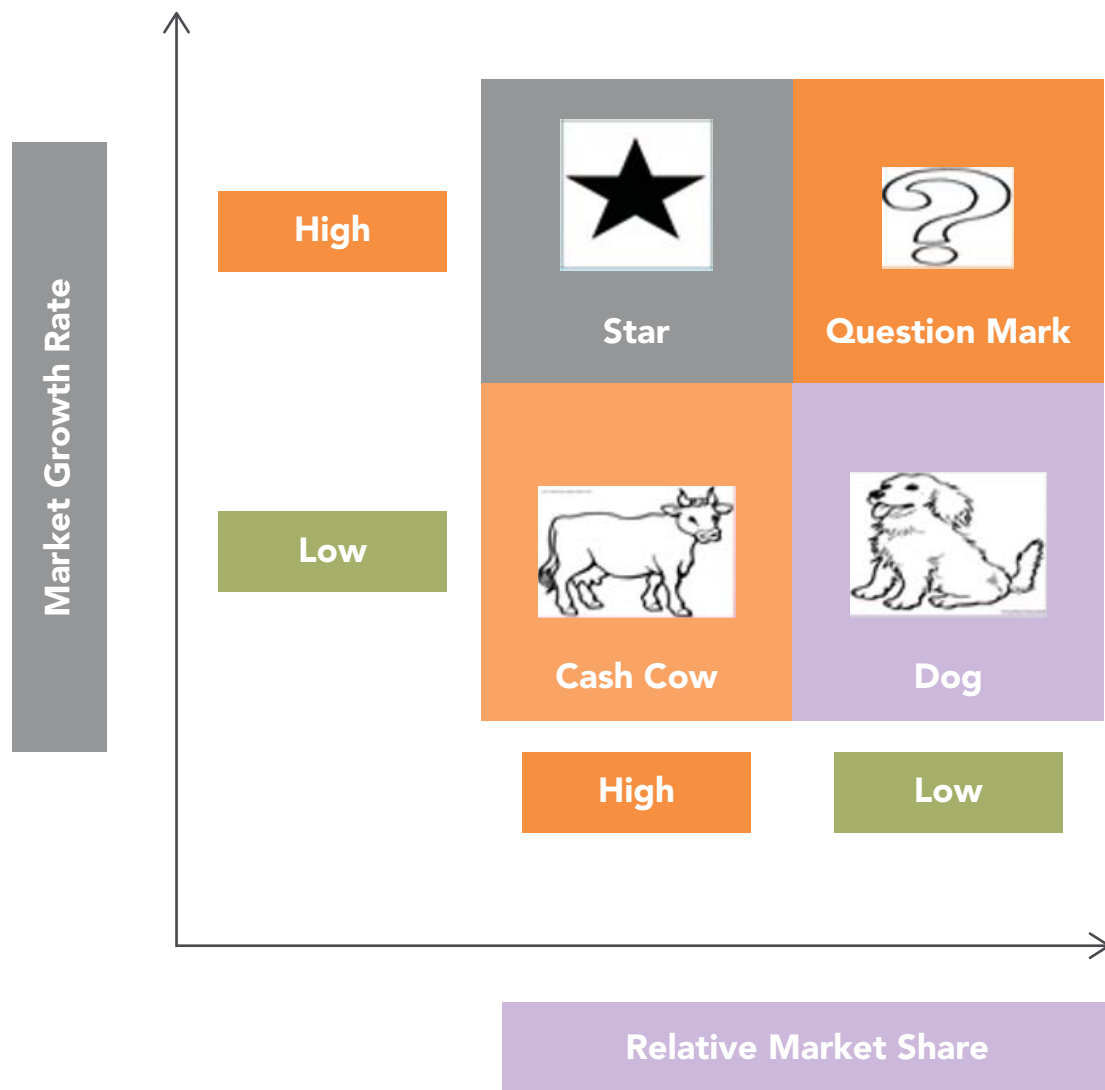 Market Growth Rate
High
Star
Question Mark
Low
Cash Cow
Dog
High
Low
Relative Market Share